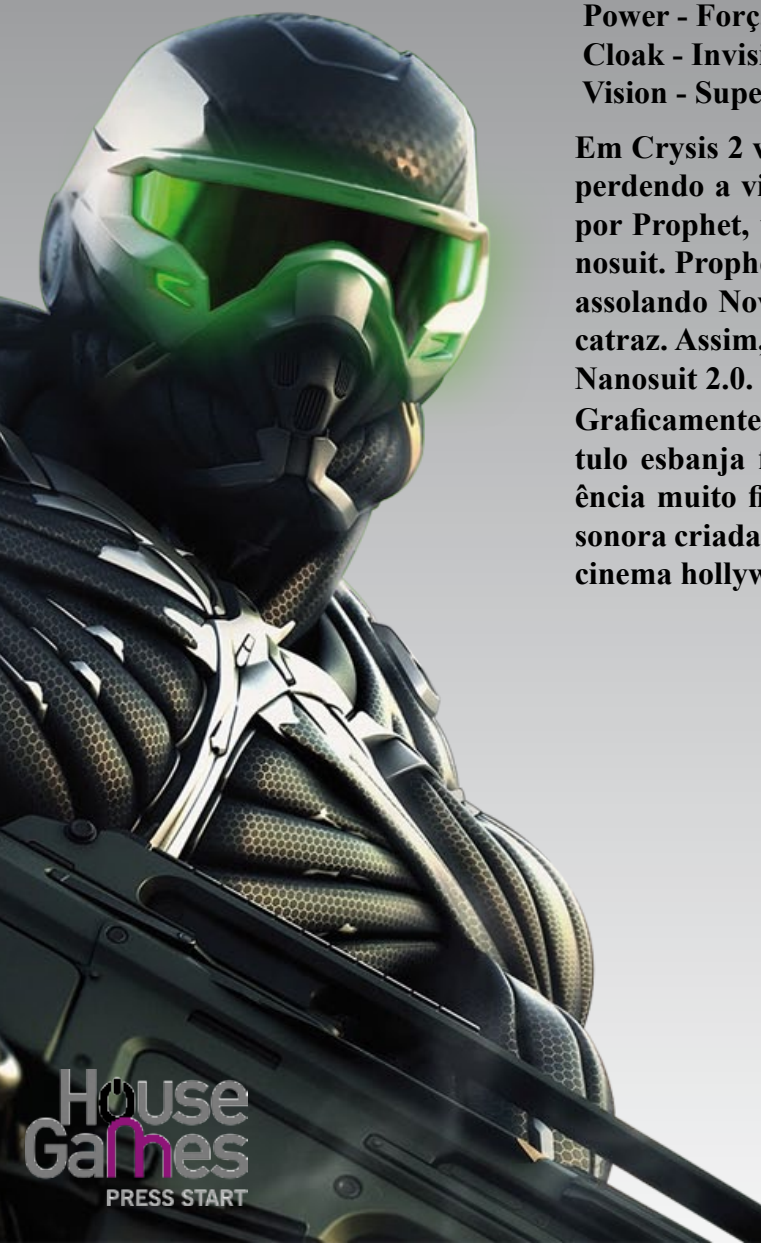 Power - Forç
Cloak - Invisi
Vision - Supe
Em Crysis 2 v
perdendo a vi
por Prophet,
nosuit. Proph
assolando Nov
catraz. Assim,
Nanosuit 2.0.
Graficamente
tulo esbanja f
ência muito fi
sonora criada
cinema hollyw
House
Games
PRESS START